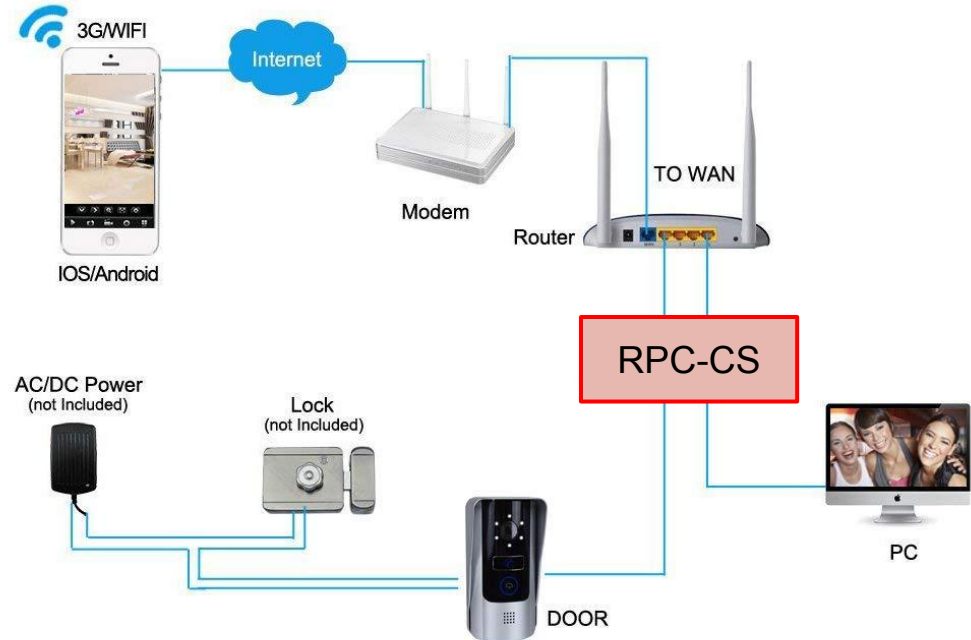 3G/WIFI
Internet
Modem
TO WAN
Router
IOS/Android
RPC-CS
AC/DC Power
(not Included)
Lock
(not Included)
PC
DOOR